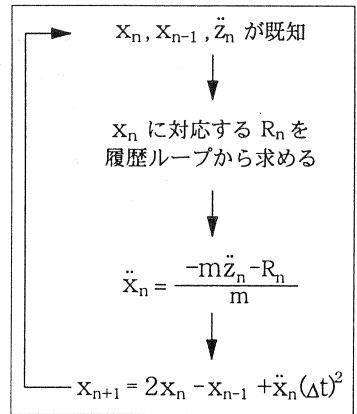 xₙ , xₙ₋₁ , z̈ₙ が既知
xₙ に対応する Rₙ を
履歴ループから求める
ẍₙ = (-mz̈ₙ-Rₙ)/m
xₙ₊₁ = 2xₙ -xₙ₋₁ +ẍₙ(Δt)²